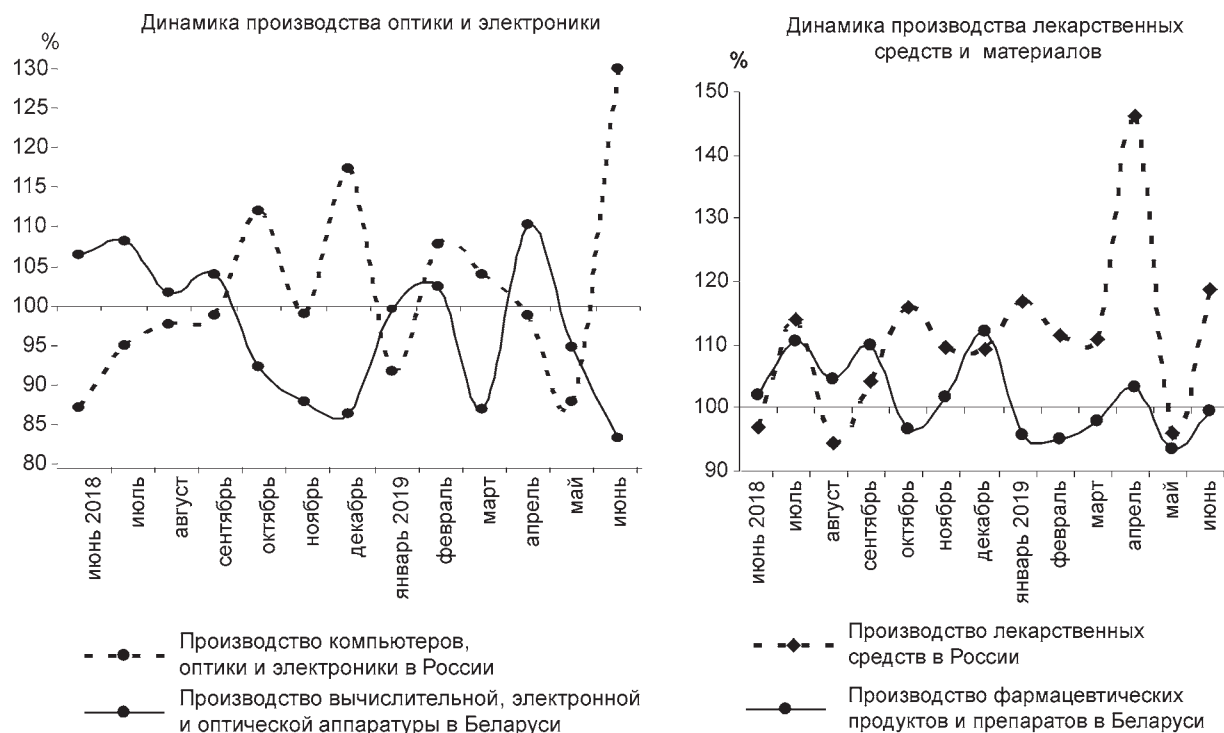 Динамика производства оптики и электроники
%
130
125
120
115
110
105
100
95
90
85
80
июнь 2018
июль
август
сентябрь
октябрь
ноябрь
декабрь
январь 2019
февраль
март
апрель
май
июнь
Производство компьютеров,
оптики и электроники в России
Производство вычислительной, электронной
и оптической аппаратуры в Беларуси
Динамика производства лекарственных
средств и материалов
%
150
140
130
120
110
100
90
июнь 2018
июль
август
сентябрь
октябрь
ноябрь
декабрь
январь 2019
февраль
март
апрель
май
июнь
Производство лекарственных
средств в России
Производство фармацевтических
продуктов и препаратов в Беларуси